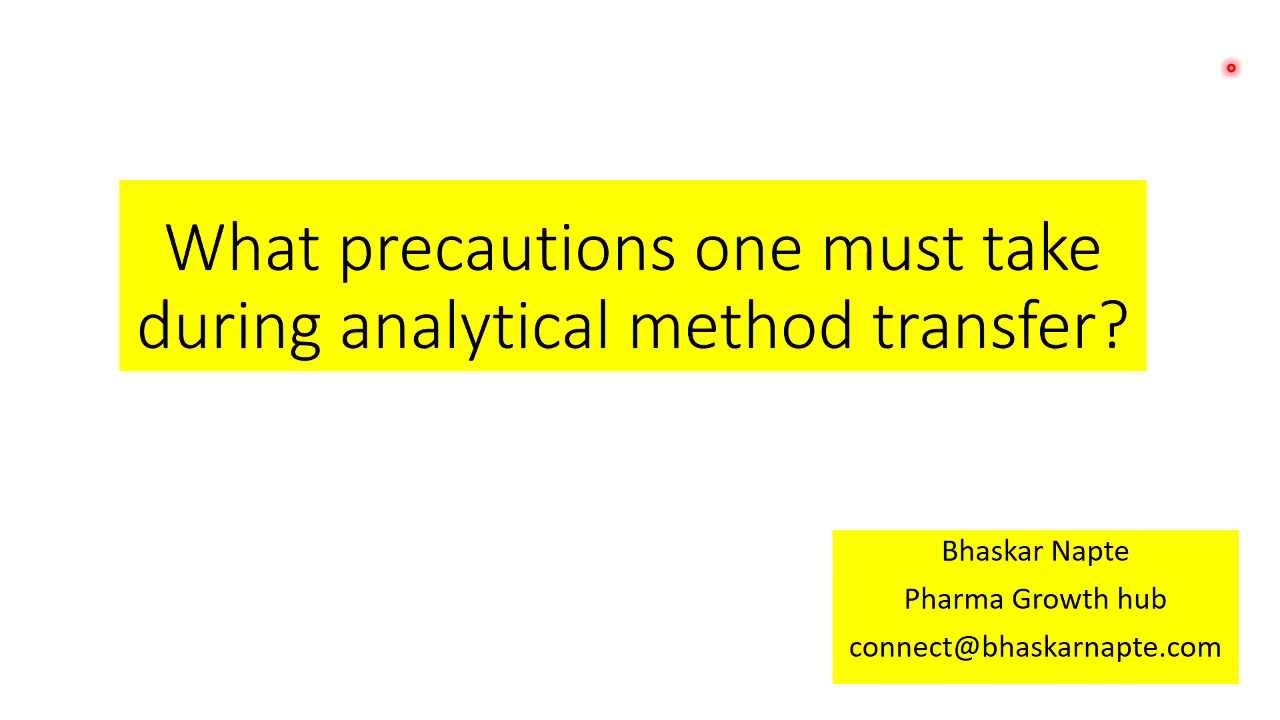 What precautions one must take
during analytical method transfer?
Bhaskar Napte
Pharma Growth hub
connect@bhaskarnapte.com